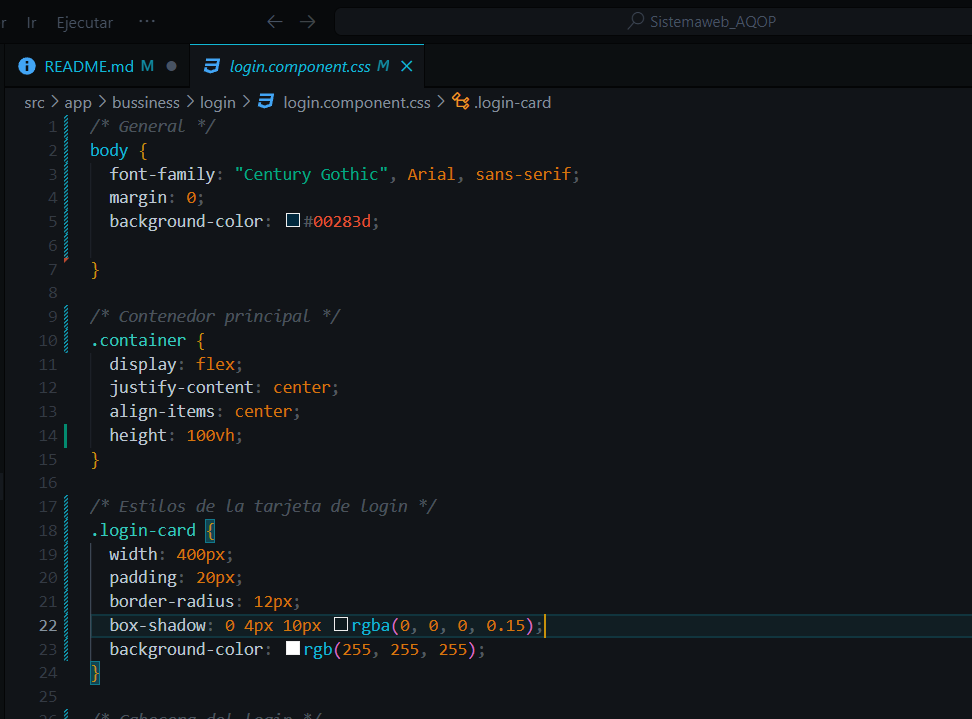 r Ir Ejecutar ··· ← → Sistemaweb_AQOP
README.md M ● login.component.css M ×
src > app > bussiness > login > login.component.css > .login-card
1 /* General */
2 body {
3 font-family: "Century Gothic", Arial, sans-serif;
4 margin: 0;
5 background-color: #00283d;
6
7 }
8
9 /* Contenedor principal */
10 .container {
11 display: flex;
12 justify-content: center;
13 align-items: center;
14 height: 100vh;
15 }
16
17 /* Estilos de la tarjeta de login */
18 .login-card {
19 width: 400px;
20 padding: 20px;
21 border-radius: 12px;
22 box-shadow: 0 4px 10px rgba(0, 0, 0, 0.15);
23 background-color: rgb(255, 255, 255);
24 }
25
26 /* Cabecera del login */